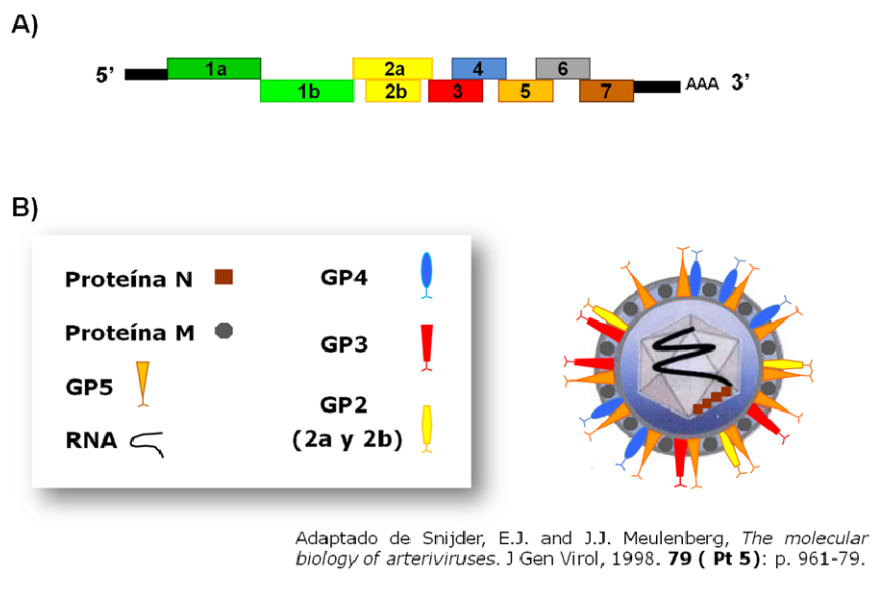 A)
5’ 1a 2a 4 6 AAA 3’
1b 2b 3 5 7
B)
Proteína N
Proteína M
GP5
RNA
GP4
GP3
GP2
(2a y 2b)
Adaptado de Snijder, E.J. and J.J. Meulenberg, The molecular
biology of arteriviruses. J Gen Virol, 1998. 79 ( Pt 5): p. 961-79.